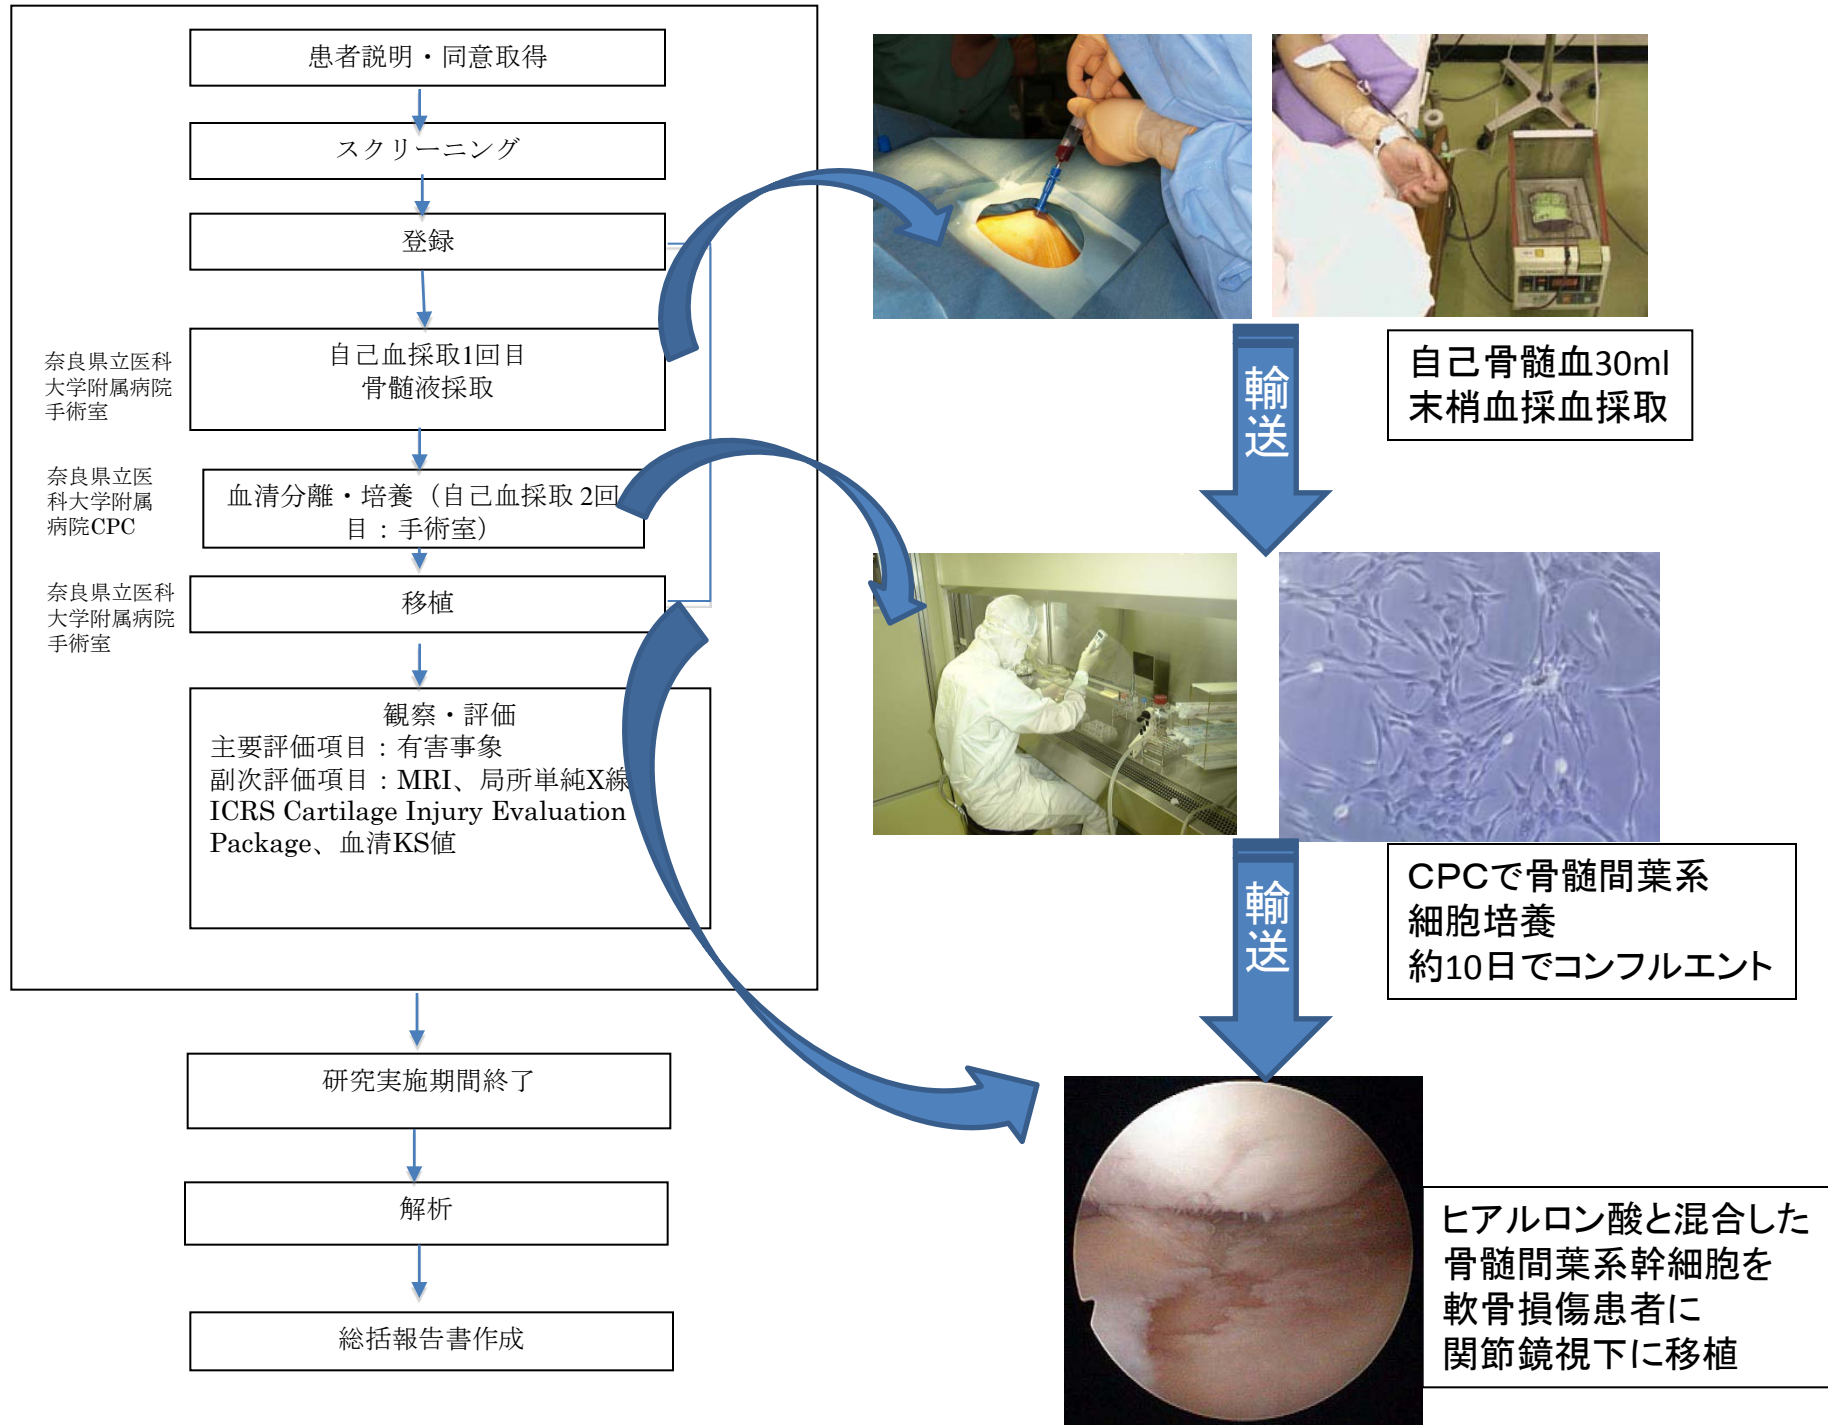 患者説明・同意取得
スクリーニング
登録
奈良県立医科
大学附属病院
手術室
自己血採取1回目
骨髄液採取
奈良県立医
科大学附属
病院CPC
血清分離・培養（自己血採取 2回
目：手術室）
奈良県立医科
大学附属病院
手術室
移植
観察・評価
主要評価項目：有害事象
副次評価項目：MRI、局所単純X線
ICRS Cartilage Injury Evaluation
Package、血清KS値
研究実施期間終了
解析
総括報告書作成
輸送
自己骨髄血30ml
末梢血採血採取
輸送
CPCで骨髄間葉系
細胞培養
約10日でコンフルエント
ヒアルロン酸と混合した
骨髄間葉系幹細胞を
軟骨損傷患者に
関節鏡視下に移植